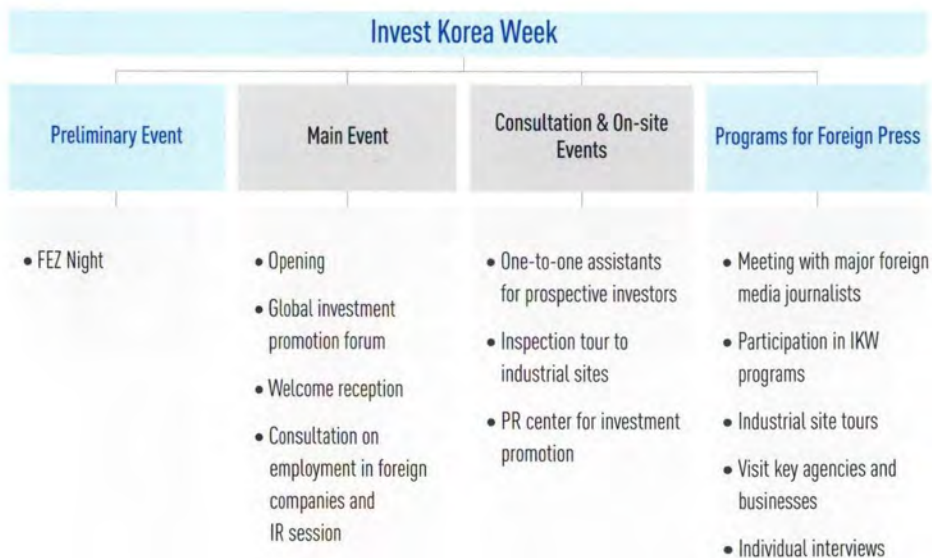 Invest Korea Week
Preliminary Event
• FEZ Night
Main Event
• Opening
• Global investment
promotion forum
• Welcome reception
• Consultation on
employment in foreign
companies and
IR session
Consultation & On-site
Events
• One-to-one assistants
for prospective investors
• Inspection tour to
industrial sites
• PR center for investment
promotion
Programs for Foreign Press
• Meeting with major foreign
media journalists
• Participation in IKW
programs
• Industrial site tours
• Visit key agencies and
businesses
• Individual interviews